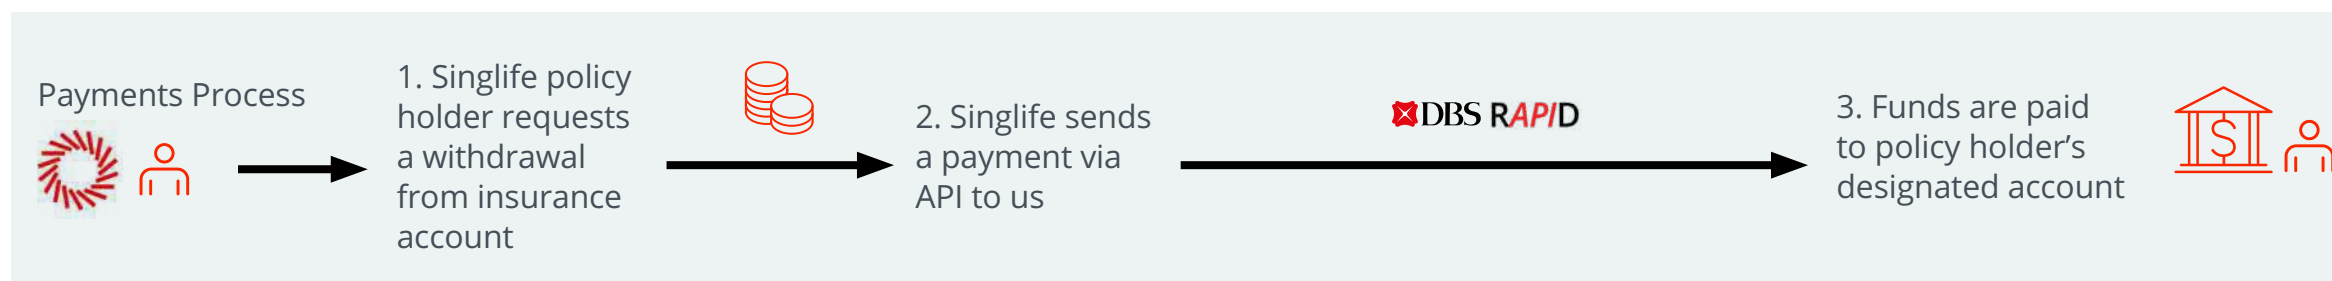 Payments Process
1. Singlife policy
holder requests
a withdrawal
from insurance
account
2. Singlife sends
a payment via
API to us
DBS RAPID
3. Funds are paid
to policy holder’s
designated account
$